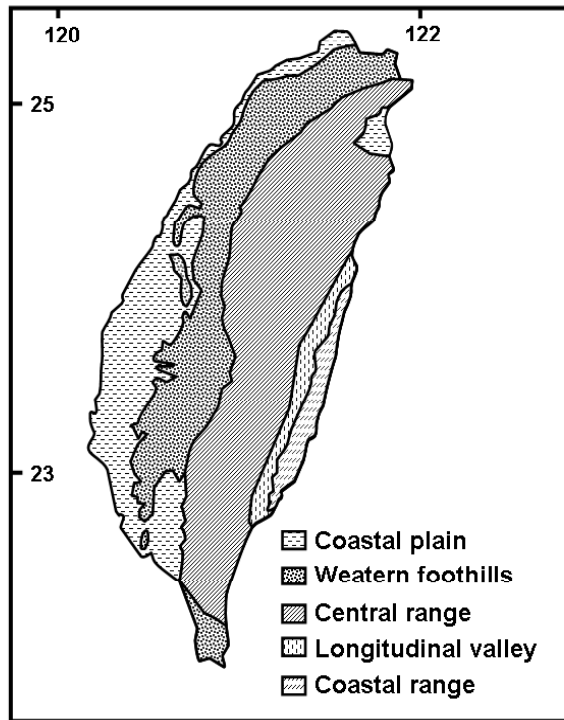 120 122
25
23
Coastal plain
Weatern foothills
Central range
Longitudinal valley
Coastal range